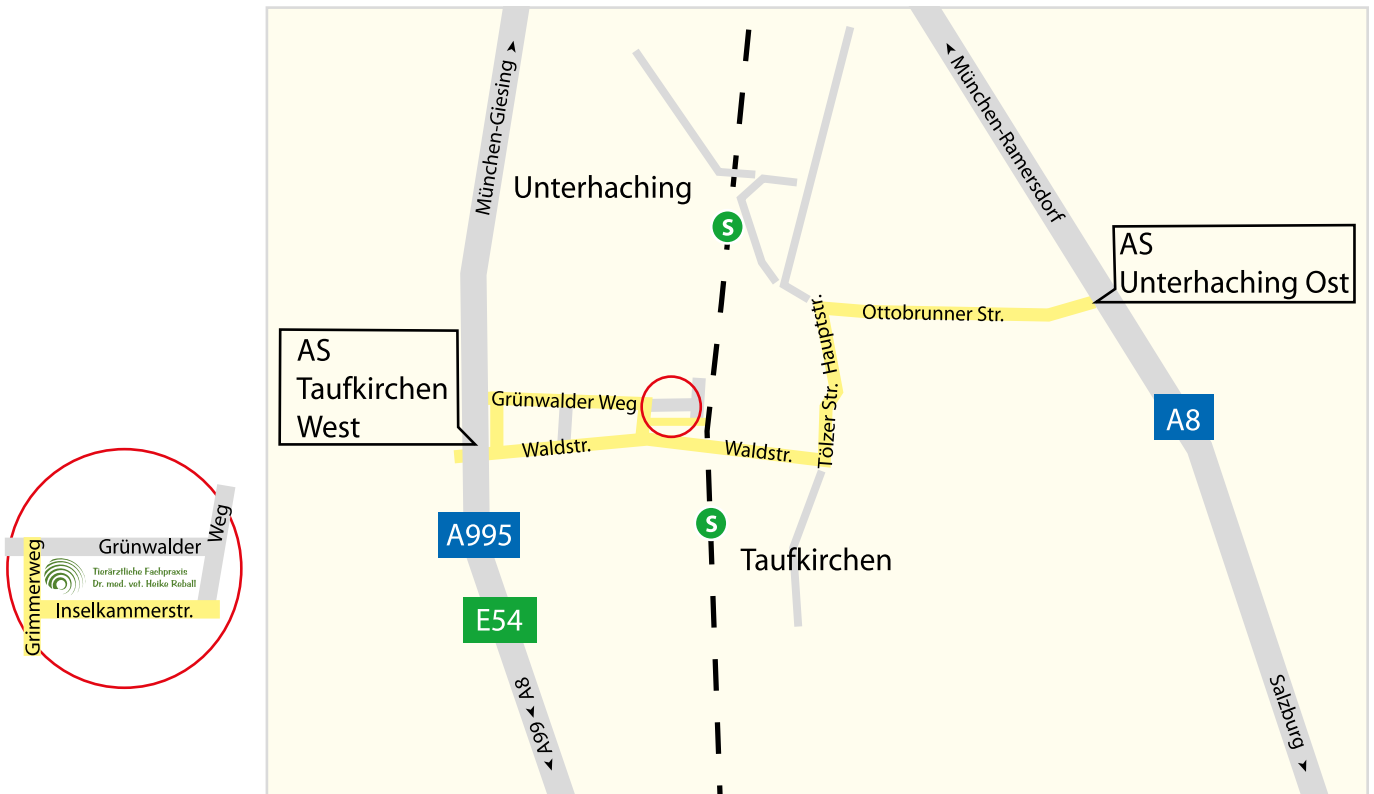 München-Giesing
München-Ramersdorf
Unterhaching
S
AS
Unterhaching Ost
Hauptstr.
Ottobrunner Str.
AS
Taufkirchen
West
Grünwalder Weg
Tölzer Str.
A8
Waldstr.
Waldstr.
A995
S
Taufkirchen
E54
A99 A8
Salzburg
Weg
Grünwalder
Grimmerweg
Tierärztliche Fachpraxis
Dr. med. vet. Heike Reball
Inselkammerstr.